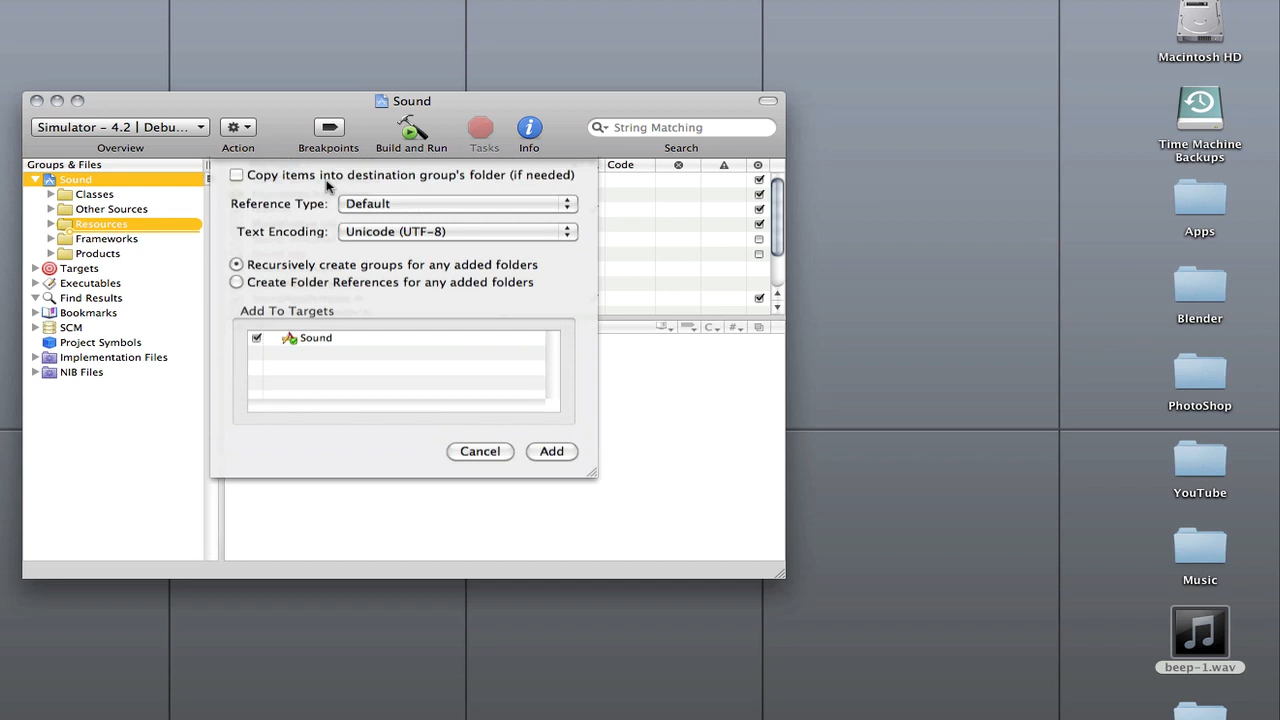 Macintosh HD
Time Machine
Backups
Apps
Blender
PhotoShop
YouTube
Music
beep-1.wav
Sound
Simulator – 4.2 | Debu...
String Matching
Overview
Action
Breakpoints
Build and Run
Tasks
Info
Search
Groups & Files
Code
Sound
Classes
Other Sources
Resources
Frameworks
Products
Targets
Executables
Find Results
Bookmarks
SCM
Project Symbols
Implementation Files
NIB Files
Copy items into destination group's folder (if needed)
Reference Type: Default
Text Encoding: Unicode (UTF-8)
Recursively create groups for any added folders
Create Folder References for any added folders
Add To Targets
Sound
Cancel
Add
C
#